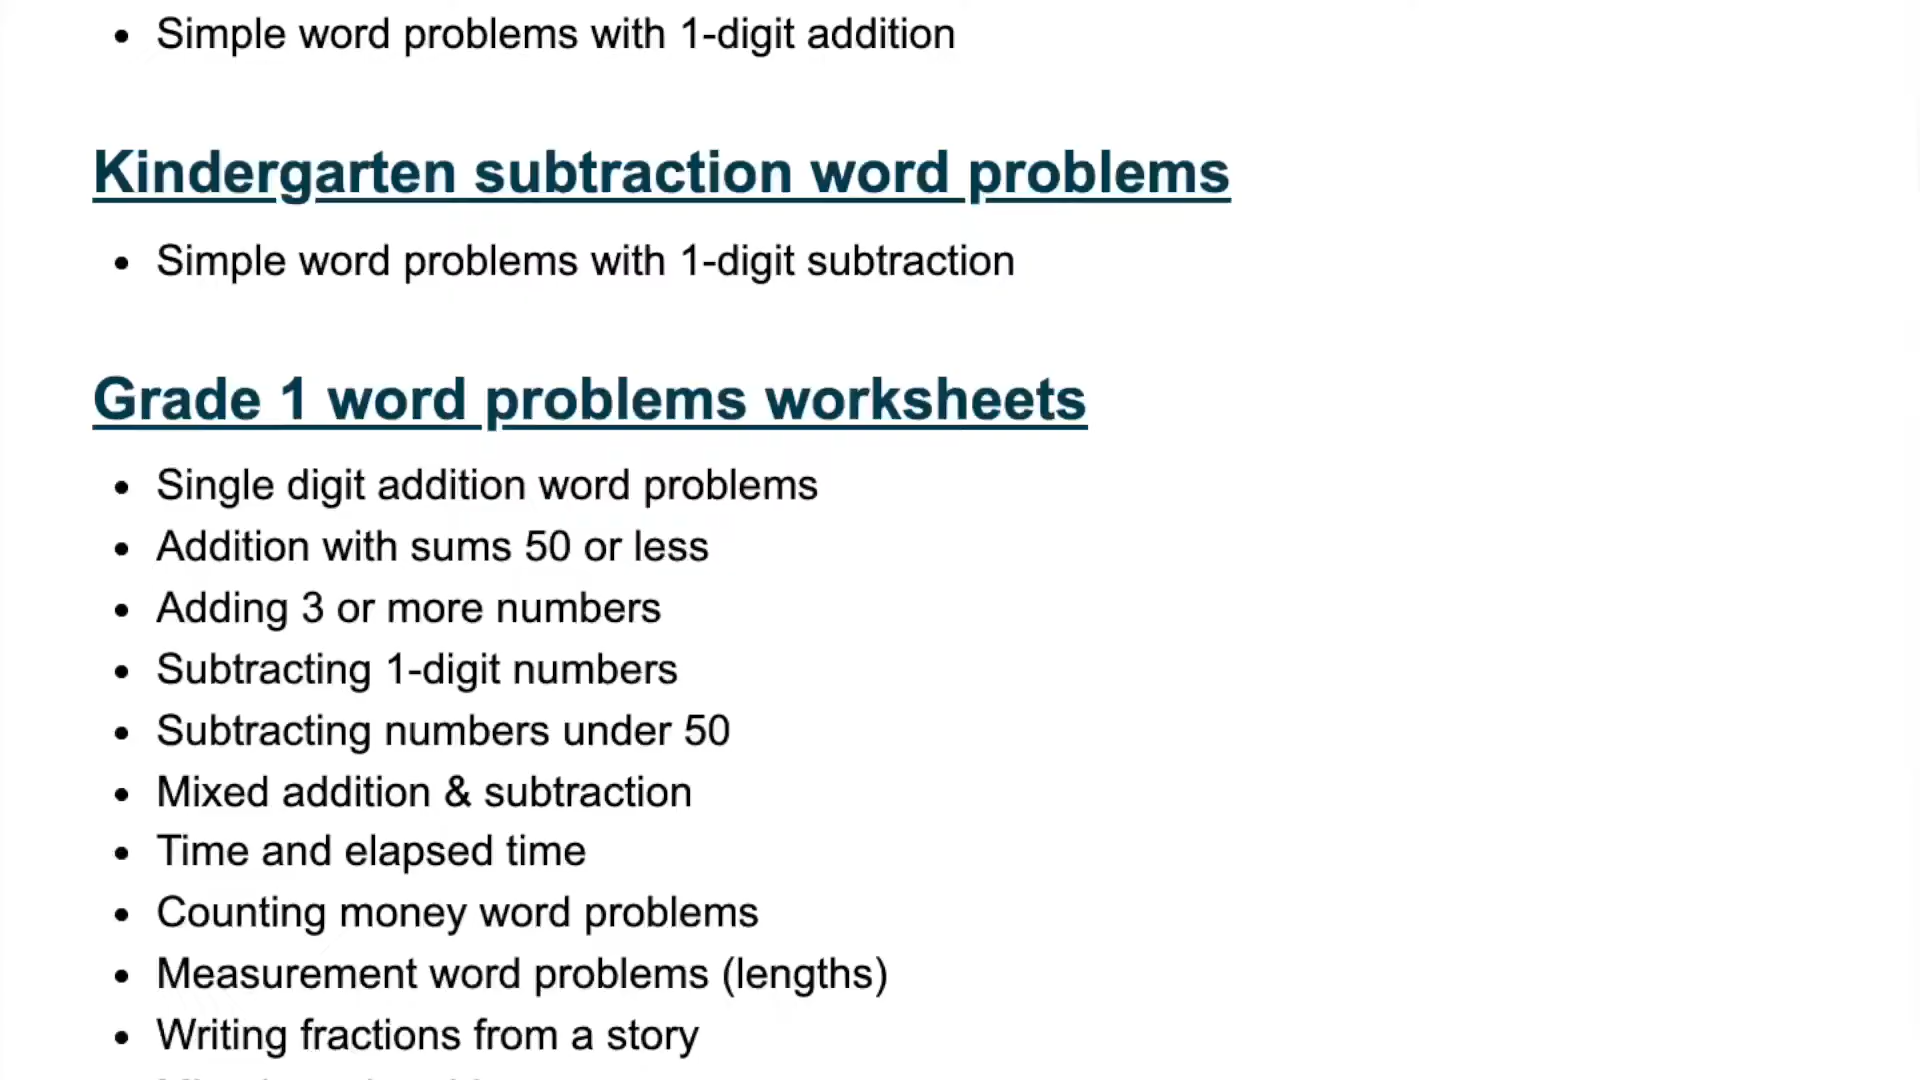 Simple word problems with 1-digit addition
Kindergarten subtraction word problems
Simple word problems with 1-digit subtraction
Grade 1 word problems worksheets
Single digit addition word problems
Addition with sums 50 or less
Adding 3 or more numbers
Subtracting 1-digit numbers
Subtracting numbers under 50
Mixed addition & subtraction
Time and elapsed time
Counting money word problems
Measurement word problems (lengths)
Writing fractions from a story